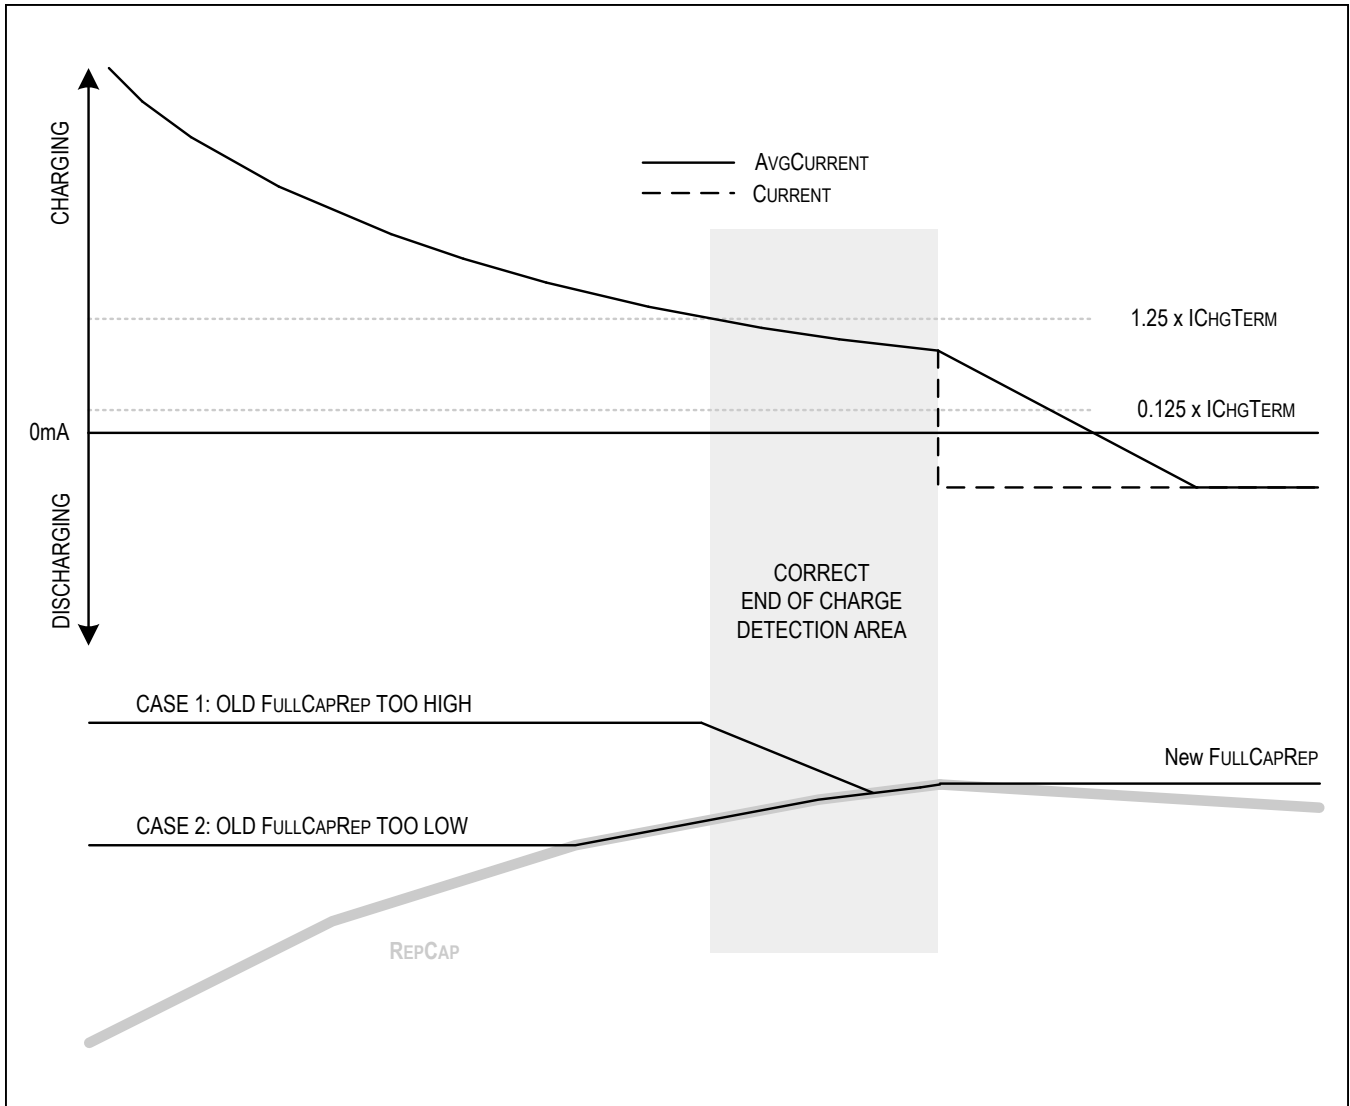 CHARGING
AVGCURRENT
CURRENT
1.25 x ICHGTERM
0.125 x ICHGTERM
0mA
DISCHARGING
CORRECT
END OF CHARGE
DETECTION AREA
CASE 1: OLD FULLCAPREP TOO HIGH
New FULLCAPREP
CASE 2: OLD FULLCAPREP TOO LOW
REPCAP